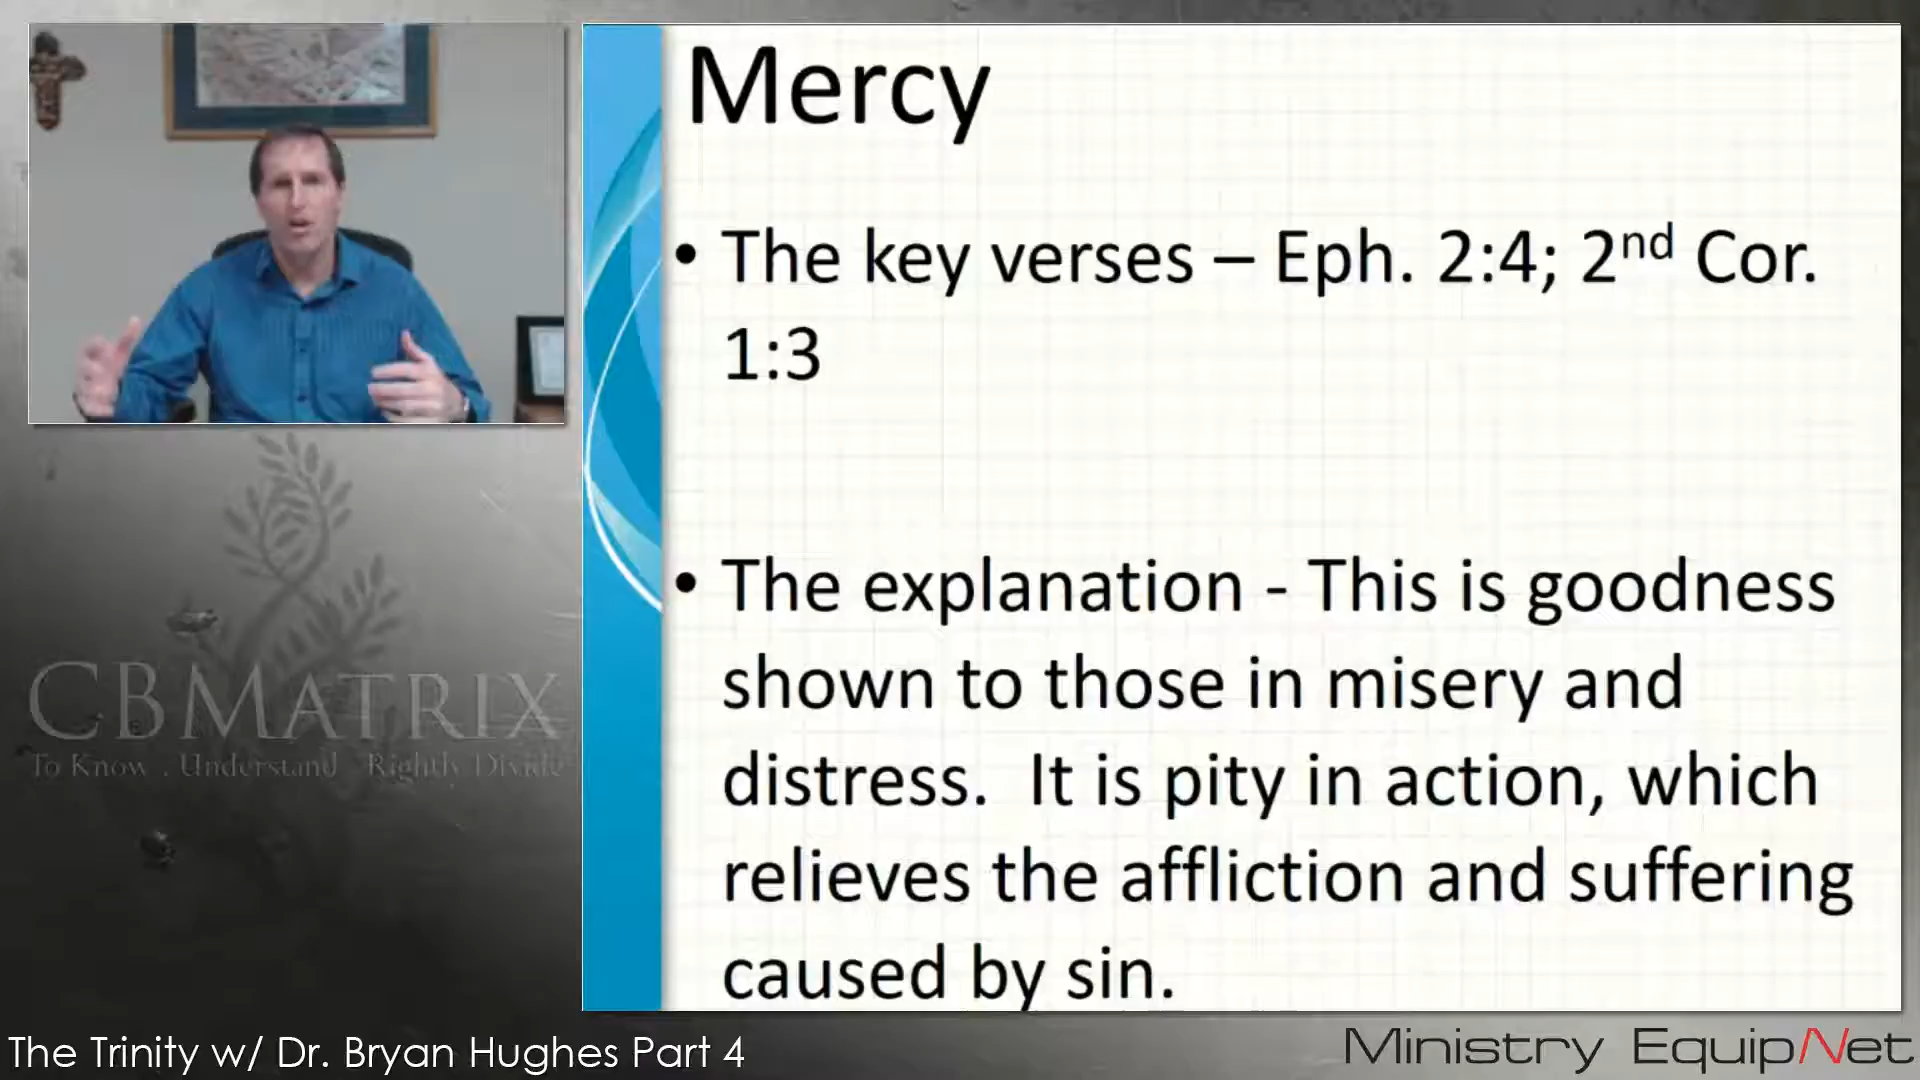 Mercy
• The key verses – Eph. 2:4; 2nd Cor.
1:3
• The explanation - This is goodness
shown to those in misery and
distress.  It is pity in action, which
relieves the affliction and suffering
caused by sin.
CBMATRIX
To Know . Understand . Rightly Divide
The Trinity w/ Dr. Bryan Hughes Part 4
Ministry EquipNet